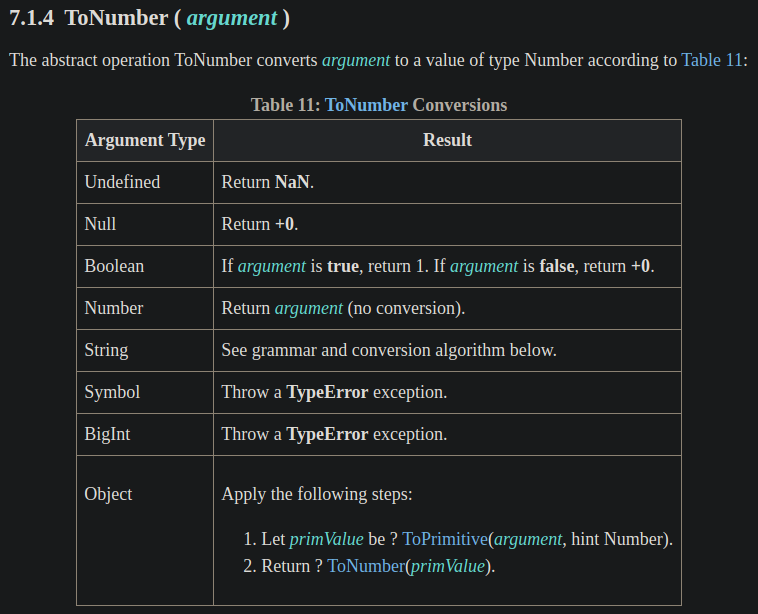 7.1.4 ToNumber ( argument )
The abstract operation ToNumber converts argument to a value of type Number according to Table 11:
Table 11: ToNumber Conversions
Argument Type Result
Undefined Return NaN.
Null Return +0.
Boolean If argument is true, return 1. If argument is false, return +0.
Number Return argument (no conversion).
String See grammar and conversion algorithm below.
Symbol Throw a TypeError exception.
BigInt Throw a TypeError exception.
Object Apply the following steps:
1. Let primValue be ? ToPrimitive(argument, hint Number).
2. Return ? ToNumber(primValue).